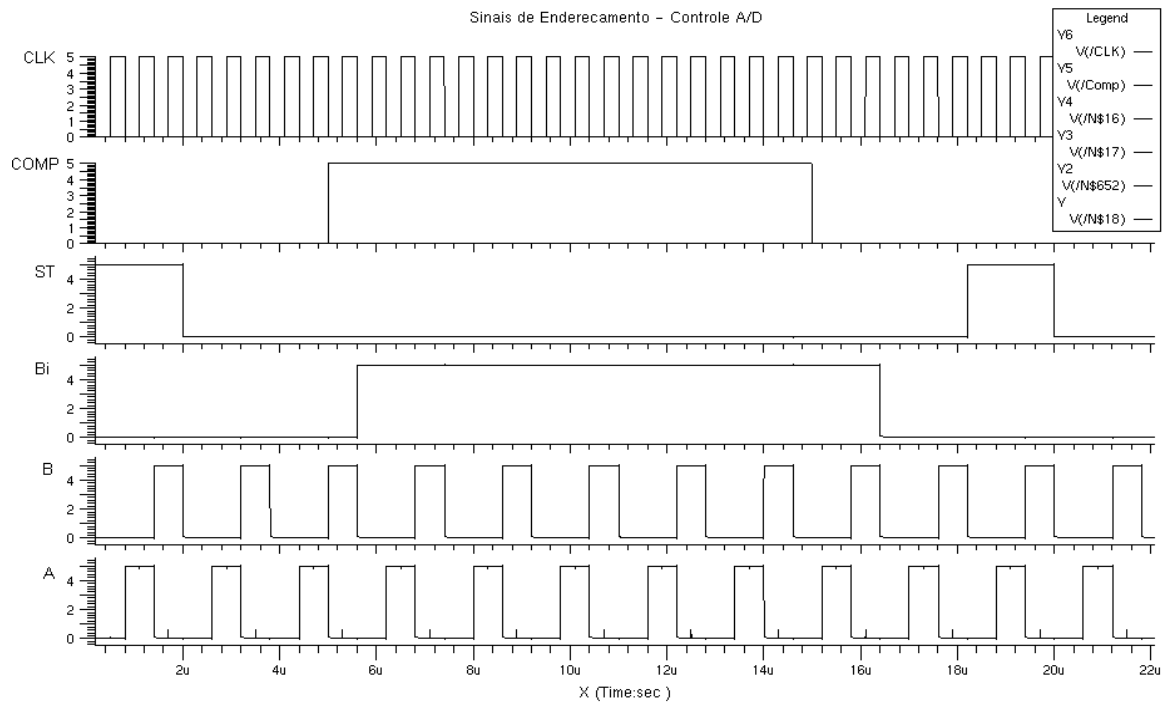 Sinais de Enderecamento - Controle A/D
Legend
Y6
V(/CLK)
Y5
V(/Comp)
Y4
V(/N$16)
Y3
V(/N$17)
Y2
V(/N$652)
Y
V(/N$18)
CLK
5
4
3
2
1
0
COMP
5
4
3
2
1
0
ST
4
2
0
Bi
4
2
0
B
4
2
0
A
4
2
0
2u 4u 6u 8u 10u 12u 14u 16u 18u 20u 22u
X (Time:sec )